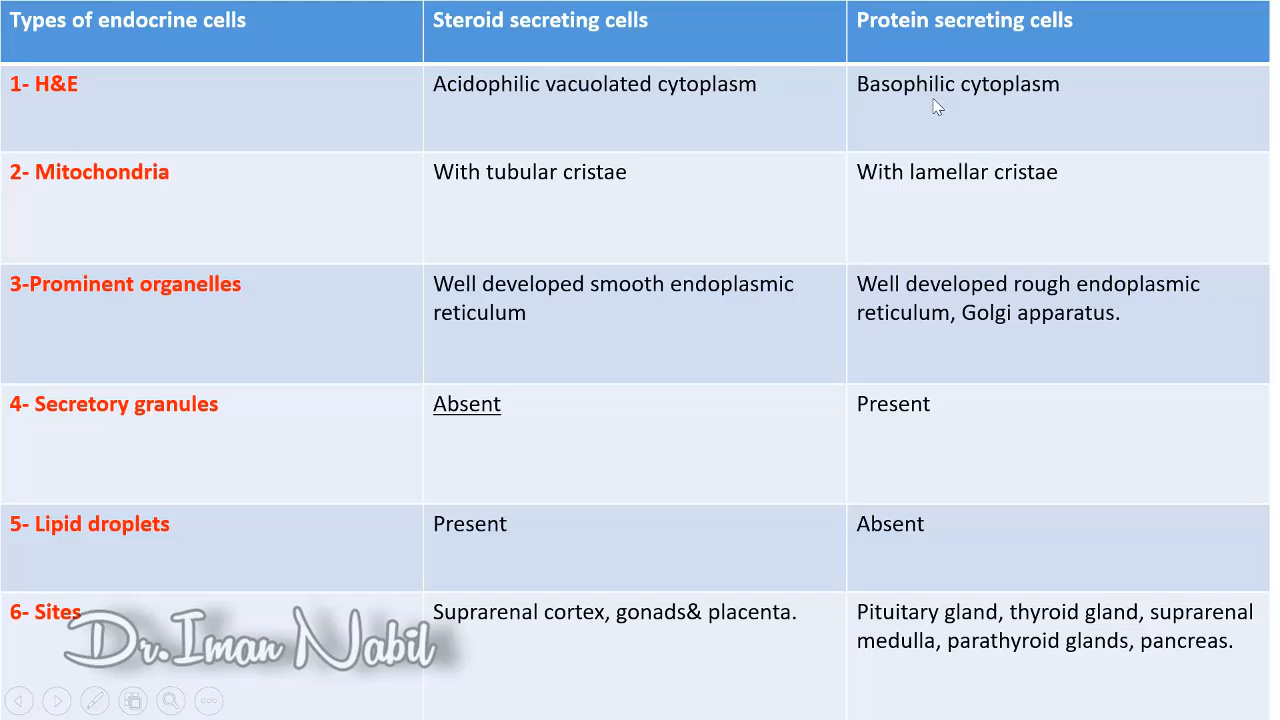 Types of endocrine cells
Steroid secreting cells
Protein secreting cells
1- H&E
Acidophilic vacuolated cytoplasm
Basophilic cytoplasm
2- Mitochondria
With tubular cristae
With lamellar cristae
3-Prominent organelles
Well developed smooth endoplasmic
reticulum
Well developed rough endoplasmic
reticulum, Golgi apparatus.
4- Secretory granules
Absent
Present
5- Lipid droplets
Present
Absent
6- Sites
Suprarenal cortex, gonads& placenta.
Pituitary gland, thyroid gland, suprarenal
medulla, parathyroid glands, pancreas.
Dr.Iman Nabil